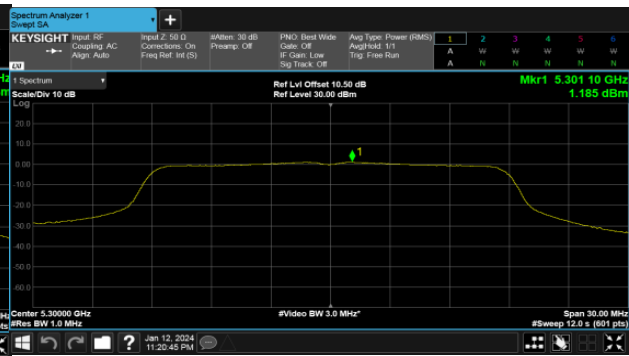 Spectrum Analyzer 1
Swept SA
KEYSIGHT Input: RF Input Z: 50 Ω #Atten: 30 dB PNO: Best Wide Avg Type: Power (RMS) 1 2 3 4 5 6
Coupling: AC Corrections: On Preamp: Off Gate: Off Avg|Hold: 1/1 A W W W W W
Align: Auto Freq Ref: Int (S) IF Gain: Low Trig: Free Run
Sig Track: Off A N N N N N
LXI
1 Spectrum Ref Lvl Offset 10.50 dB Mkr1 5.301 10 GHz
Scale/Div 10 dB Ref Level 30.00 dBm 1.185 dBm
Log
20.0
10.0
1
0.00
-10.0
-20.0
-30.0
-40.0
-50.0
-60.0
Center 5.30000 GHz #Video BW 3.0 MHz* Span 30.00 MHz
#Res BW 1.0 MHz #Sweep 12.0 s (601 pts)
? Jan 12, 2024
11:20:45 PM